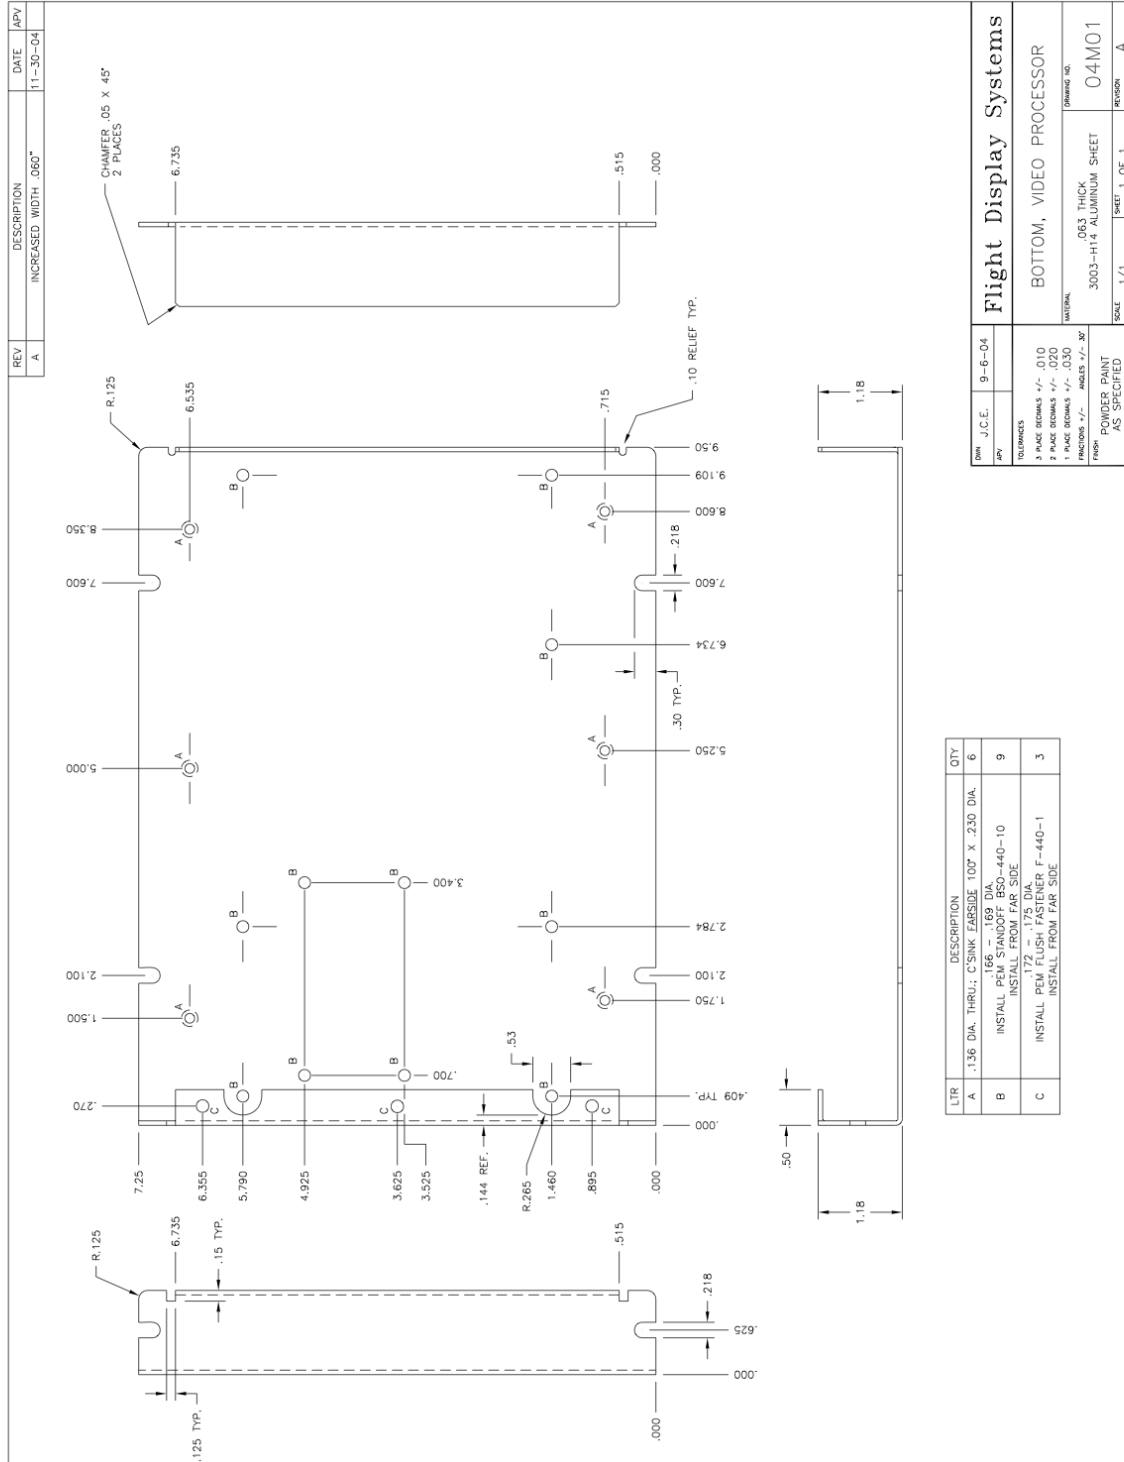 REV DESCRIPTION DATE APV
A INCREASED WIDTH .060" 11-30-04
CHAMFER .05 X 45°
2 PLACES
6.735
.515
.000
R.125
6.535
.715
.10 RELIEF TYP.
8.350
7.600
5.000
2.100
1.500
.270
9.50
9.109
8.600
.218
7.600
6.734
.30 TYP.
5.250
3.400
2.784
2.100
1.750
.53
.700
.409 TYP.
.000
A
A
A
A
A
A
B
B
B
B
B
B
B
B
B
C
C
C
7.25
6.355
5.790
4.925
3.625
3.525
.144 REF.
R.265
1.460
.895
.000
1.18
.50
1.18
R.125
6.735
.15 TYP.
.515
.218
.625
.000
.125 TYP.
.000
LTR DESCRIPTION QTY
A .136 DIA. THRU.; C'SINK FARSIDE 100° X .230 DIA. 6
B .166 - .169 DIA. 9
INSTALL PEM STANDOFF BSO-440-10
INSTALL FROM FAR SIDE
C .172 - .175 DIA. 3
INSTALL PEM FLUSH FASTENER F-440-1
INSTALL FROM FAR SIDE
DWN J.C.E. 9-6-04
APV
Flight Display Systems
TOLERANCES
3 PLACE DECIMALS +/- .010
2 PLACE DECIMALS +/- .020
1 PLACE DECIMALS +/- .030
FRACTIONS +/- ANGLES +/- .30°
FINISH
POWDER PAINT
AS SPECIFIED
BOTTOM, VIDEO PROCESSOR
MATERIAL
.063 THICK
3003-H14 ALUMINUM SHEET
DRAWING NO.
04M01
SCALE 1/1
SHEET 1 OF 1
REVISION A